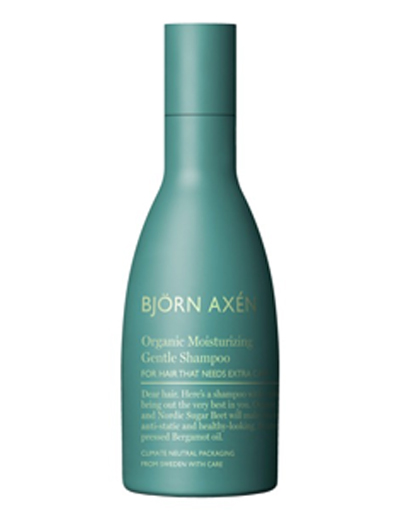 BJÖRN AXÉN
Organic Moisturizing
Gentle Shampoo
FOR HAIR THAT NEEDS EXTRA
Dear hair. Here's a shampoo
bring out the very best in you.
and Nordic Sugar Beet will
anti-static and healthy-looking.
pressed Bergamot oil.
CLIMATE NEUTRAL PACKAGING
FROM SWEDEN WITH CARE